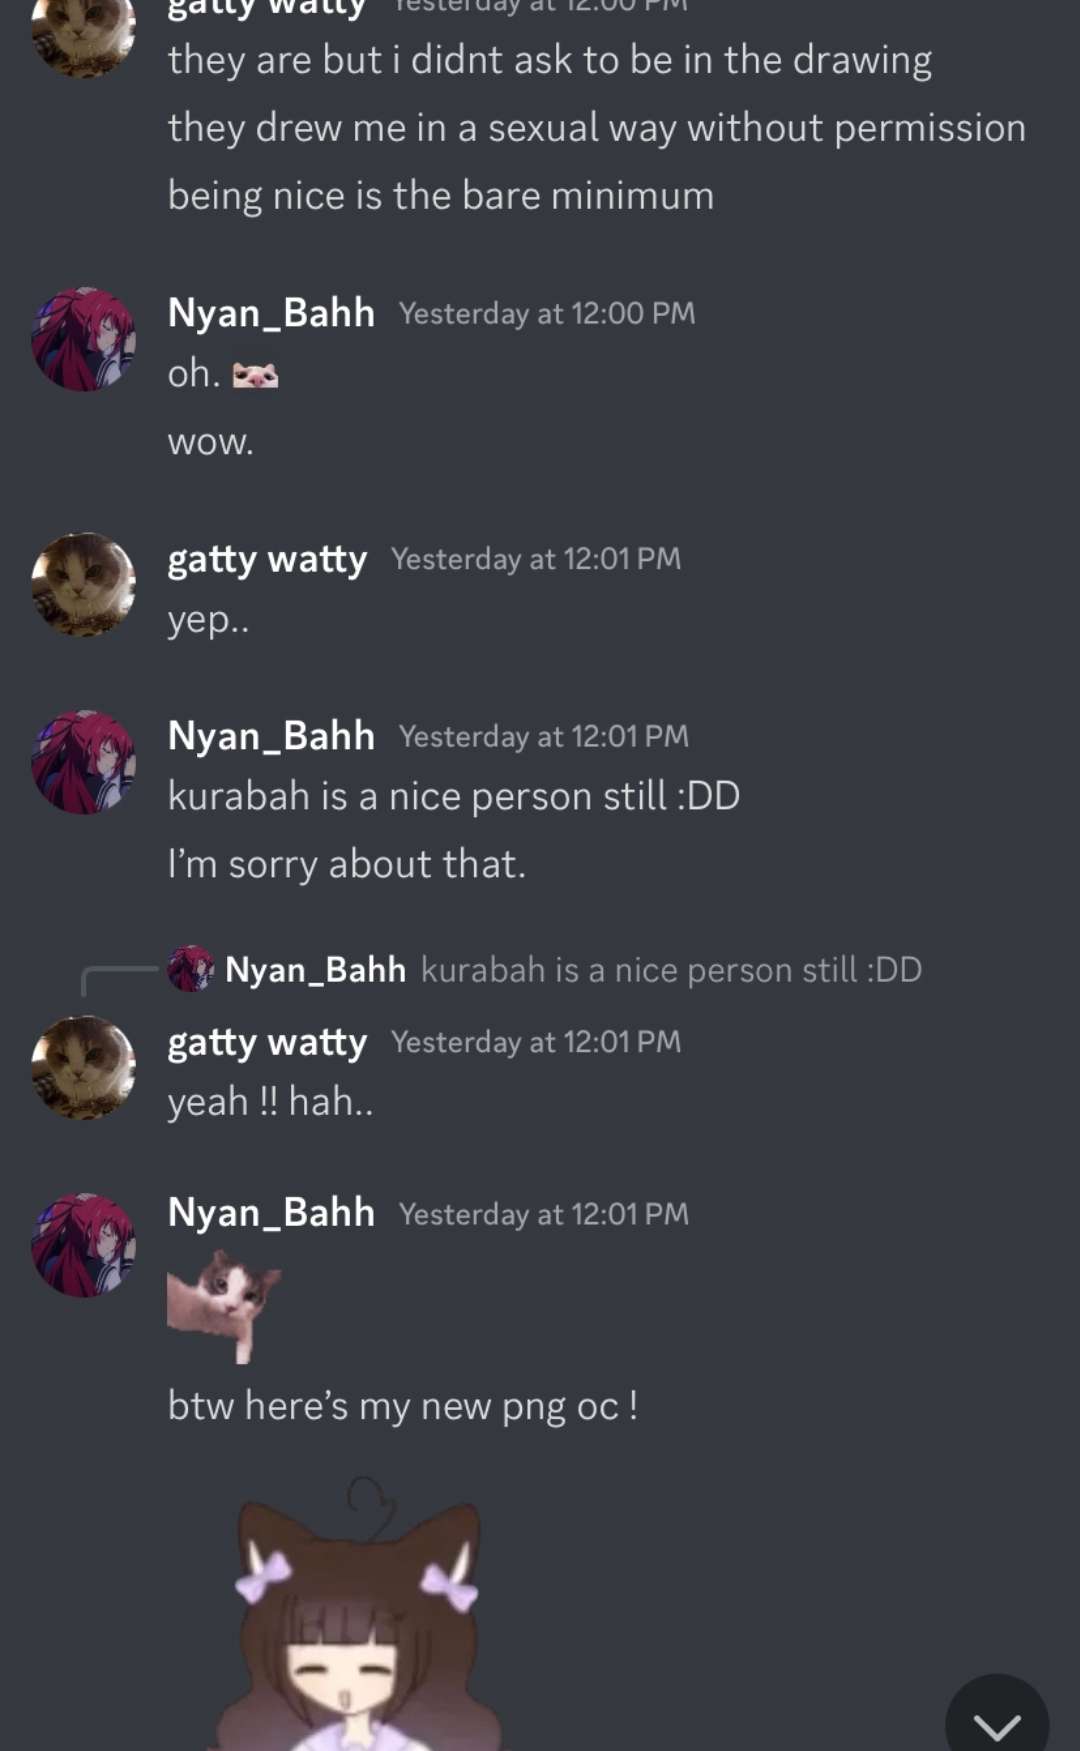 gatty watty Yesterday at 12:00 PM
they are but i didnt ask to be in the drawing
they drew me in a sexual way without permission
being nice is the bare minimum
Nyan_Bahh Yesterday at 12:00 PM
oh.
wow.
gatty watty Yesterday at 12:01 PM
yep..
Nyan_Bahh Yesterday at 12:01 PM
kurabah is a nice person still :DD
I'm sorry about that.
Nyan_Bahh kurabah is a nice person still :DD
gatty watty Yesterday at 12:01 PM
yeah !! hah..
Nyan_Bahh Yesterday at 12:01 PM
btw here's my new png oc !